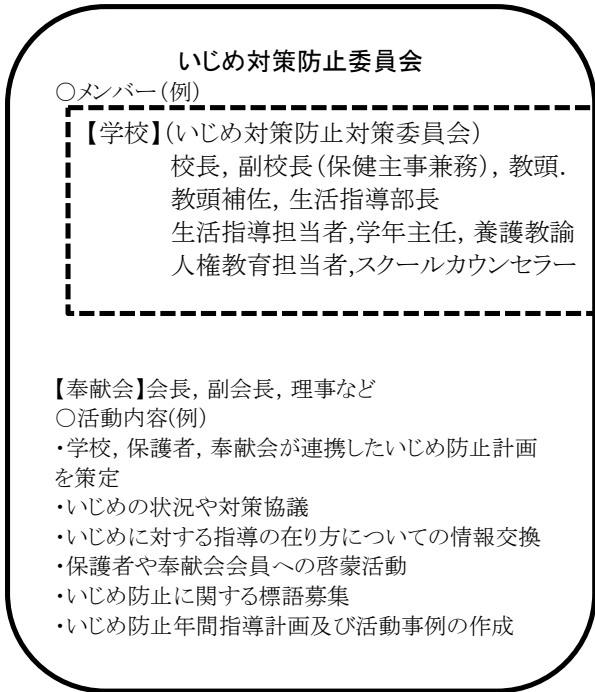 いじめ対策防止委員会
○メンバー(例)
【学校】(いじめ対策防止対策委員会)
校長, 副校長(保健主事兼務), 教頭.
教頭補佐, 生活指導部長
生活指導担当者,学年主任, 養護教諭
人権教育担当者,スクールカウンセラー
【奉献会】会長, 副会長, 理事など
○活動内容(例)
・学校, 保護者, 奉献会が連携したいじめ防止計画
を策定
・いじめの状況や対策協議
・いじめに対する指導の在り方についての情報交換
・保護者や奉献会会員への啓蒙活動
・いじめ防止に関する標語募集
・いじめ防止年間指導計画及び活動事例の作成